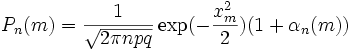 $P_n(m) = \frac{1}{\sqrt{2\pi npq}} \exp(-\frac{x_m^2}{2})(1 + \alpha_n(m))$